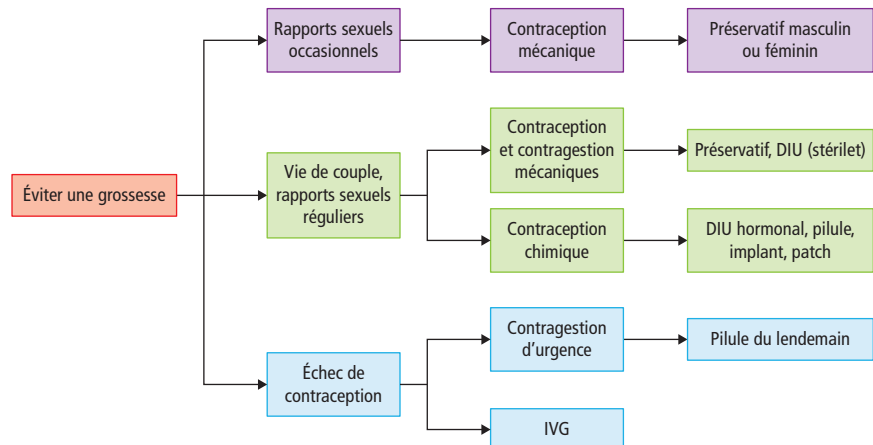 Rapports sexuels
occasionnels
Contraception
mécanique
Préservatif masculin
ou féminin
Éviter une grossesse
Vie de couple,
rapports sexuels
réguliers
Contraception
et contragestion
mécaniques
Préservatif, DIU (stérilet)
Contraception
chimique
DIU hormonal, pilule,
implant, patch
Échec de
contraception
Contragestion
d’urgence
Pilule du lendemain
IVG